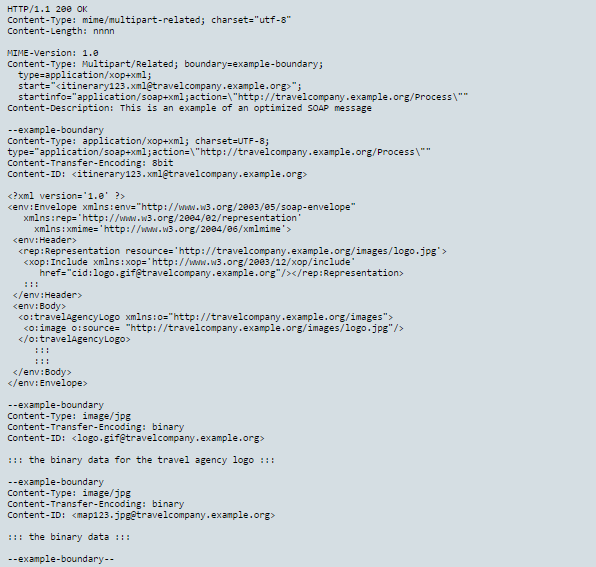 HTTP/1.1 200 OK
Content-Type: mime/multipart-related; charset="utf-8"
Content-Length: nnnn
MIME-Version: 1.0
Content-Type: Multipart/Related; boundary=example-boundary;
type=application/xop+xml;
start="<itinerary123.xml@travelcompany.example.org>";
startinfo="application/soap+xml;action=\"http://travelcompany.example.org/Process\""
Content-Description: This is an example of an optimized SOAP message
--example-boundary
Content-Type: application/xop+xml; charset=UTF-8;
type="application/soap+xml;action=\"http://travelcompany.example.org/Process\""
Content-Transfer-Encoding: 8bit
Content-ID: <itinerary123.xml@travelcompany.example.org>
<?xml version='1.0' ?>
<env:Envelope xmlns:env="http://www.w3.org/2003/05/soap-envelope"
xmlns:rep='http://www.w3.org/2004/02/representation'
xmlns:xmime='http://www.w3.org/2004/06/xmlmime'>
<env:Header>
<rep:Representation resource='http://travelcompany.example.org/images/logo.jpg'>
<xop:Include xmlns:xop='http://www.w3.org/2003/12/xop/include'
href="cid:logo.gif@travelcompany.example.org"/></rep:Representation>
:::
</env:Header>
<env:Body>
<o:travelAgencyLogo xmlns:o="http://travelcompany.example.org/images">
<o:image o:source= "http://travelcompany.example.org/images/logo.jpg"/>
</o:travelAgencyLogo>
:::
:::
</env:Body>
</env:Envelope>
--example-boundary
Content-Type: image/jpg
Content-Transfer-Encoding: binary
Content-ID: <logo.gif@travelcompany.example.org>
::: the binary data for the travel agency logo :::
--example-boundary
Content-Type: image/jpg
Content-Transfer-Encoding: binary
Content-ID: <map123.jpg@travelcompany.example.org>
::: the binary data :::
--example-boundary--